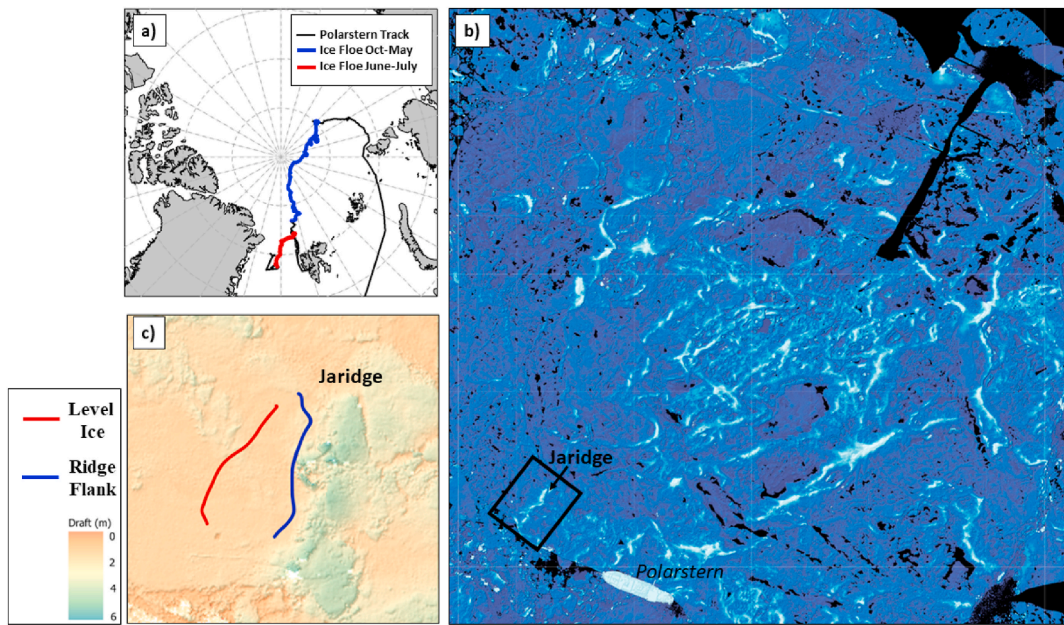 a)
Polarstern Track
Ice Floe Oct-May
Ice Floe June-July
b)
Jaridge
Polarstern
c)
Jaridge
Level
Ice
Ridge
Flank
Draft (m)
0
2
4
6